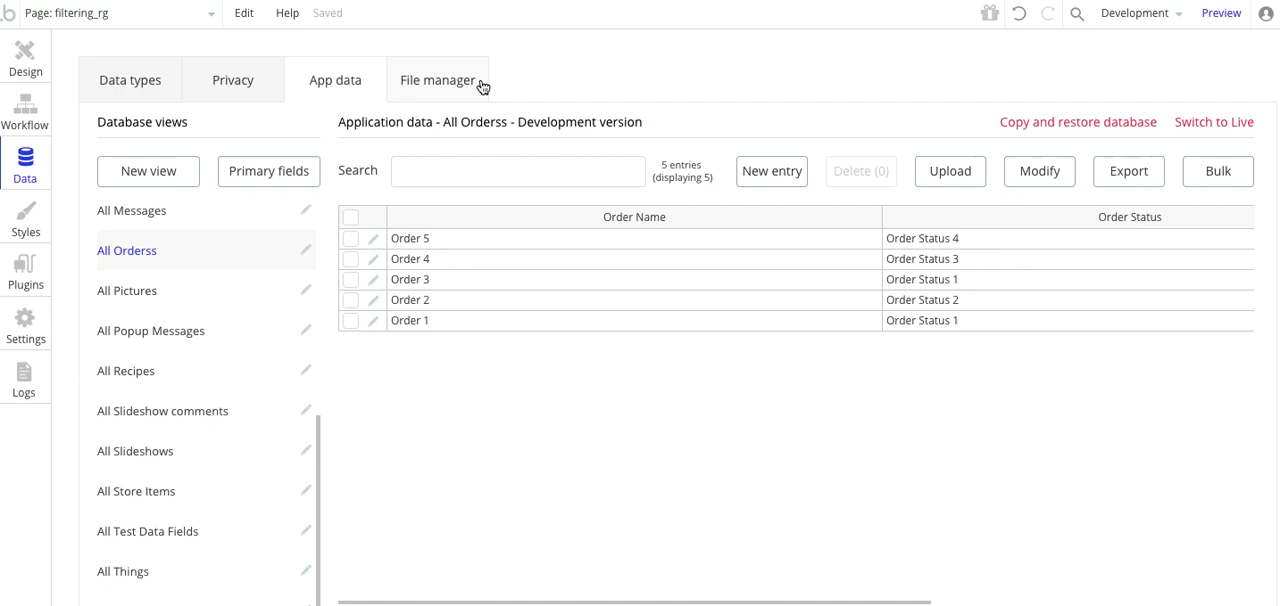 b Page: filtering_rg Edit Help Saved Development Preview
Design
Workflow
Data
Styles
Plugins
Settings
Logs
Data types Privacy App data File manager
Database views
New view Primary fields
All Messages
All Orderss
All Pictures
All Popup Messages
All Recipes
All Slideshow comments
All Slideshows
All Store Items
All Test Data Fields
All Things
Application data - All Orderss - Development version Copy and restore database Switch to Live
Search 5 entries
(displaying 5)
New entry Delete (0) Upload Modify Export Bulk
Order Name Order Status
Order 5 Order Status 4
Order 4 Order Status 3
Order 3 Order Status 1
Order 2 Order Status 2
Order 1 Order Status 1